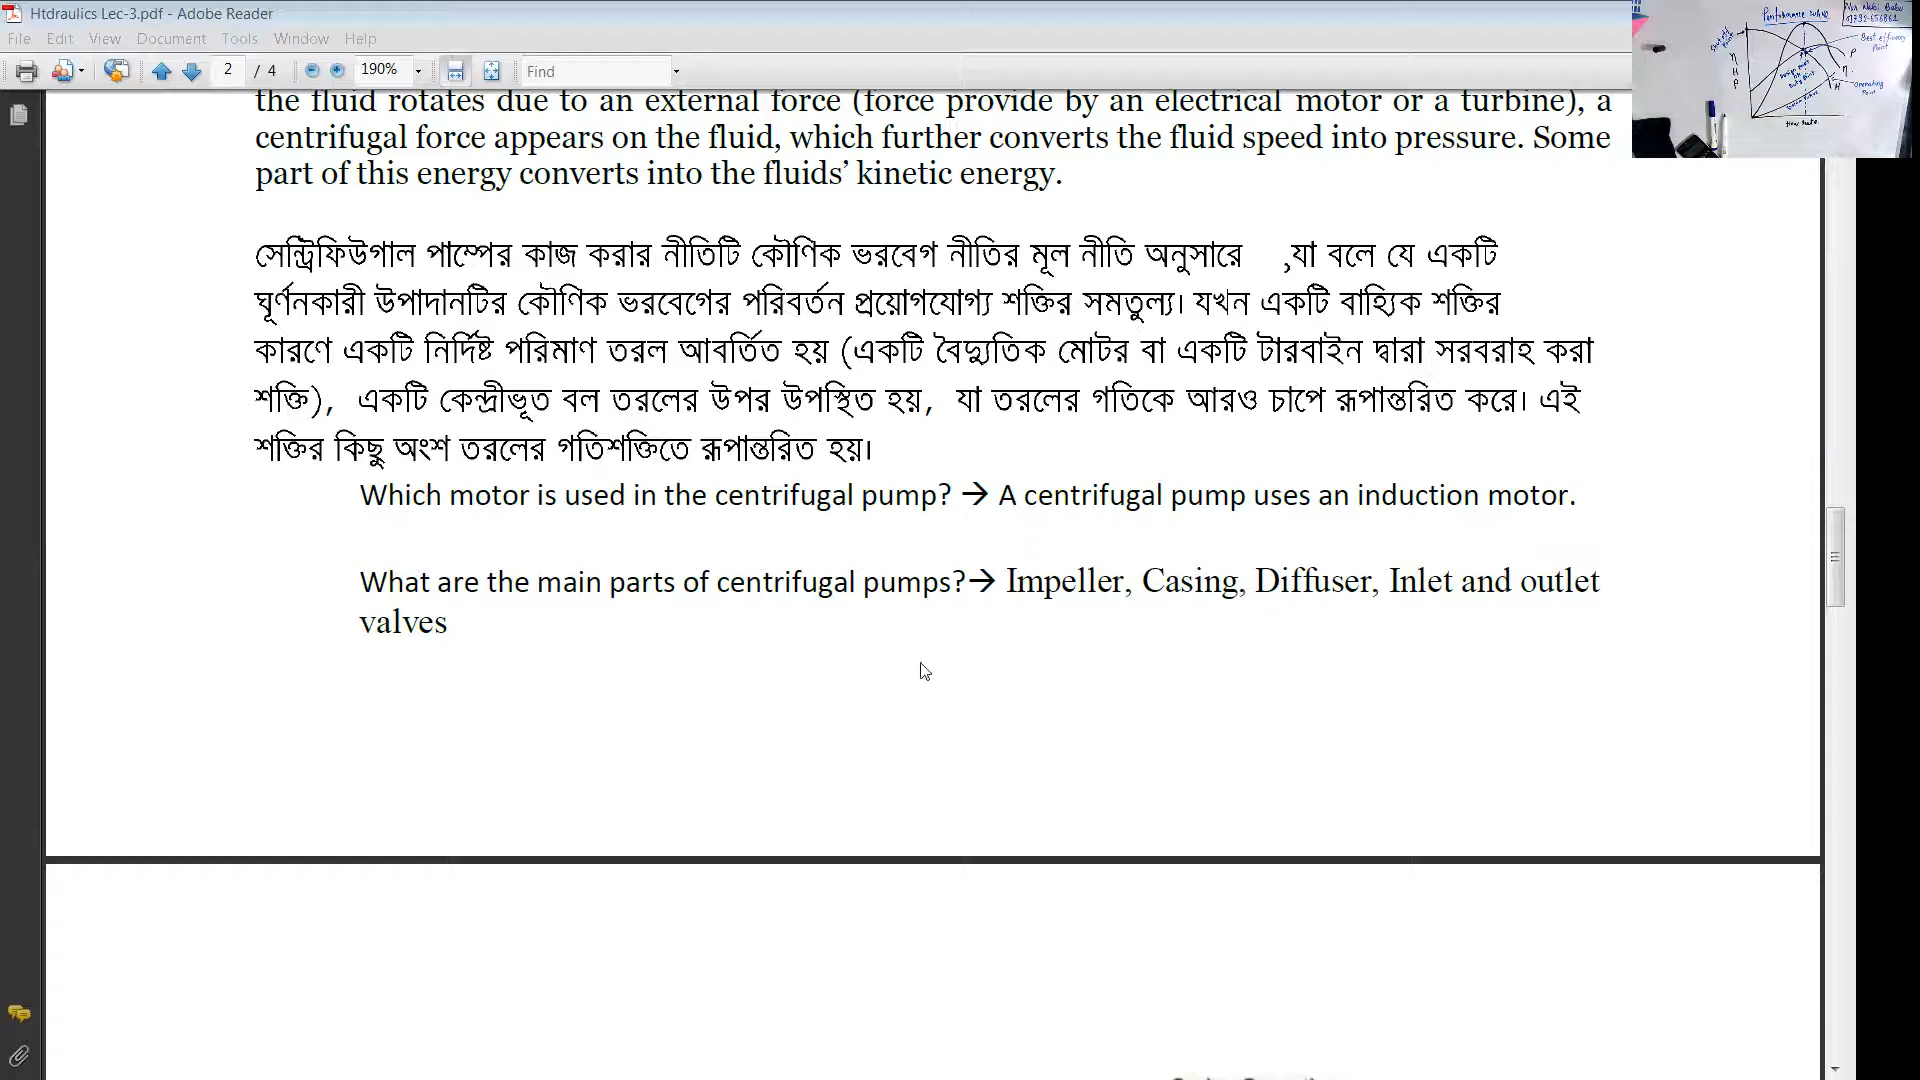 Htdraulics Lec-3.pdf - Adobe Reader
File Edit View Document Tools Window Help
2 / 4 190% Find
the fluid rotates due to an external force (force provide by an electrical motor or a turbine), a
centrifugal force appears on the fluid, which further converts the fluid speed into pressure. Some
part of this energy converts into the fluids’ kinetic energy.
সেন্ট্রিফিউগাল পাম্পের কাজ করার নীতিটি কৌণিক ভরবেগ নীতির মূল নীতি অনুসারে ,যা বলে যে একটি
ঘূর্ণনকারী উপাদানটির কৌণিক ভরবেগের পরিবর্তন প্রয়োগযোগ্য শক্তির সমতুল্য। যখন একটি বাহ্যিক শক্তির
কারণে একটি নির্দিষ্ট পরিমাণ তরল আবর্তিত হয় (একটি বৈদ্যুতিক মোটর বা একটি টারবাইন দ্বারা সরবরাহ করা
শক্তি), একটি কেন্দ্রীভূত বল তরলের উপর উপস্থিত হয়, যা তরলের গতিকে আরও চাপে রূপান্তরিত করে। এই
শক্তির কিছু অংশ তরলের গতিশক্তিতে রূপান্তরিত হয়।
Which motor is used in the centrifugal pump? → A centrifugal pump uses an induction motor.
What are the main parts of centrifugal pumps?→ Impeller, Casing, Diffuser, Inlet and outlet
valves
Best efficiency
Point
Operating
Point
P
η
H
η
H
P